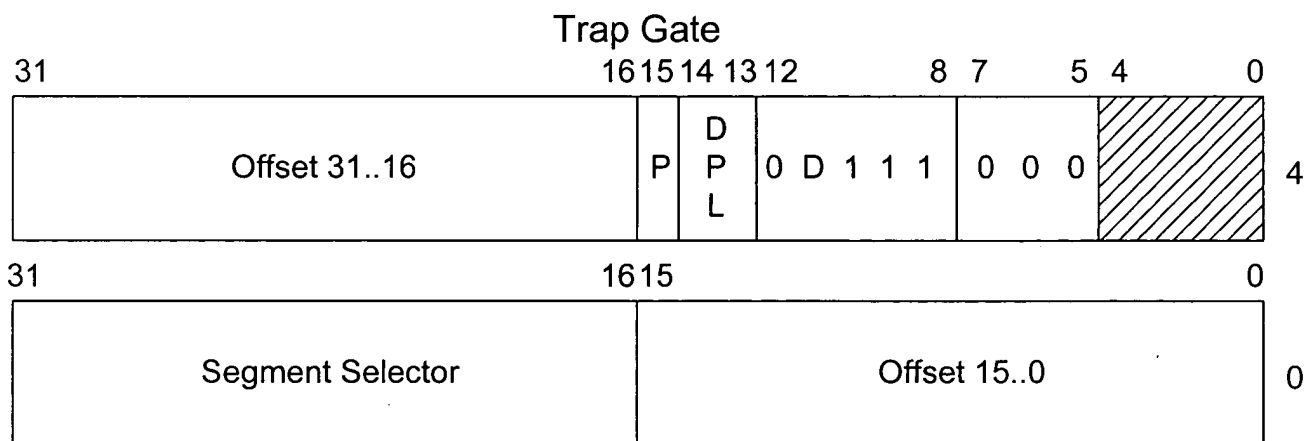 Trap Gate
31 16 15 14 13 12 8 7 5 4 0
Offset 31..16 P DPL 0 D 1 1 1 0 0 0 4
31 16 15 0
Segment Selector Offset 15..0 0